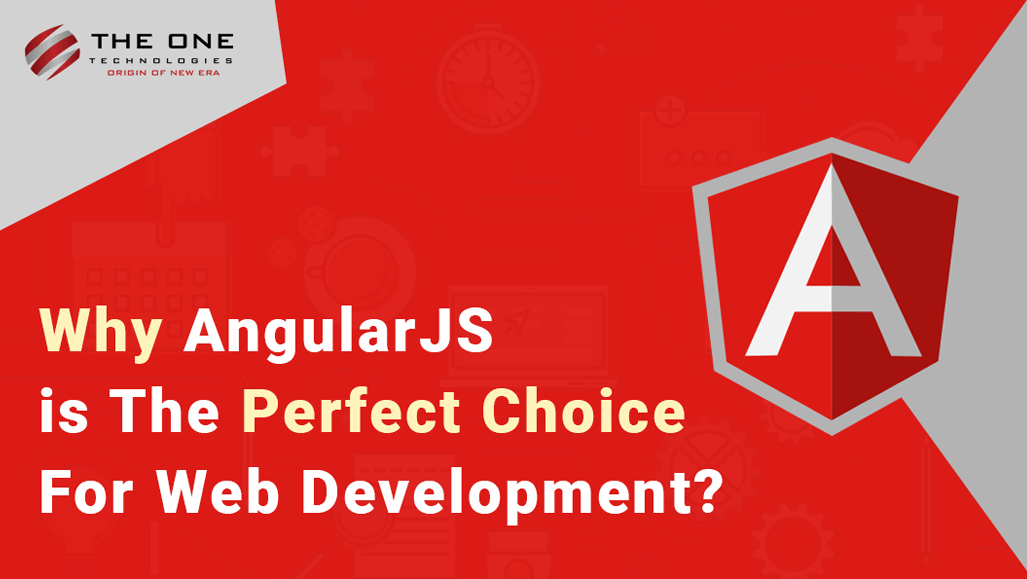 THE ONE
TECHNOLOGIES
ORIGIN OF NEW ERA
Why AngularJS
is The Perfect Choice
For Web Development?